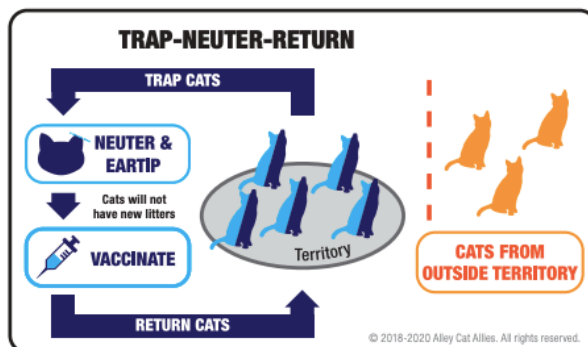 TRAP-NEUTER-RETURN
TRAP CATS
NEUTER &
EARTIP
Cats will not
have new litters
VACCINATE
RETURN CATS
Territory
CATS FROM
OUTSIDE TERRITORY
© 2018-2020 Alley Cat Allies. All rights reserved.